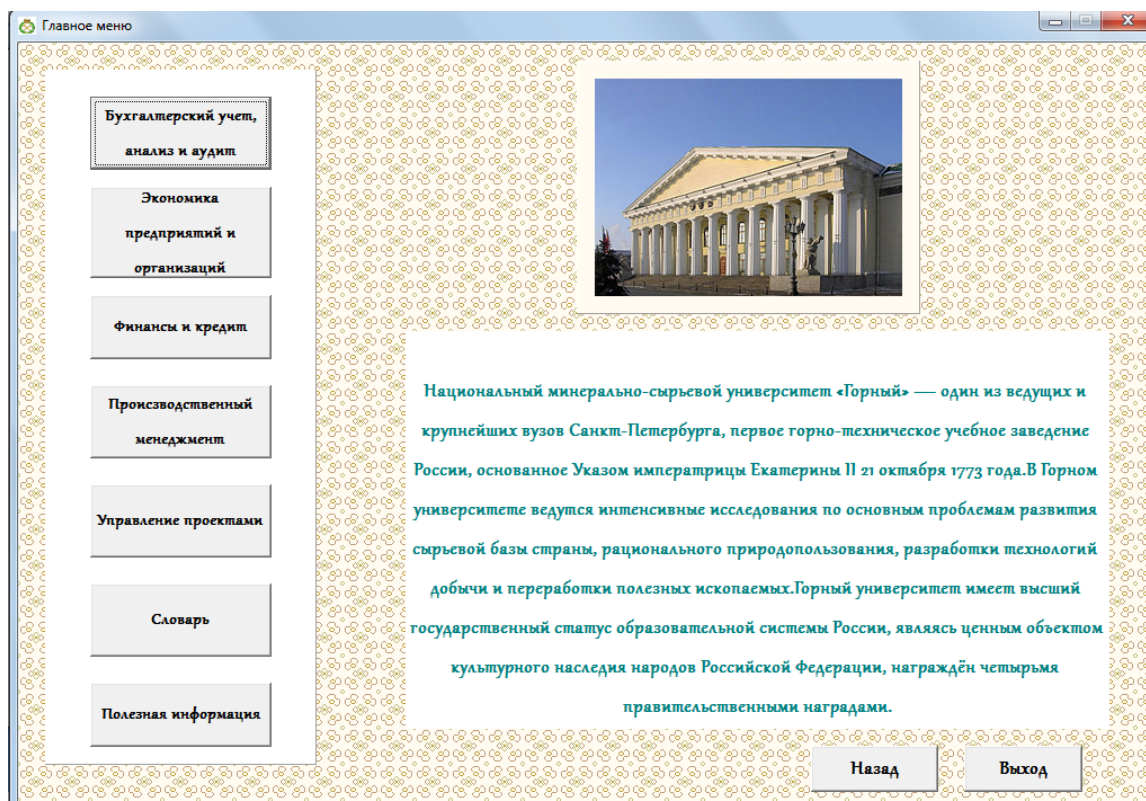 Главное меню
Бухгалтерский учет,
анализ и аудит
Экономика
предприятий и
организаций
Финансы и кредит
Производственный
менеджмент
Управление проектами
Словарь
Полезная информация
Национальный минерально-сырьевой университет «Горный» — один из ведущих и
крупнейших вузов Санкт-Петербурга, первое горно-техническое учебное заведение
России, основанное Указом императрицы Екатерины II 21 октября 1773 года.В Горном
университете ведутся интенсивные исследования по основным проблемам развития
сырьевой базы страны, рационального природопользования, разработки технологий
добычи и переработки полезных ископаемых.Горный университет имеет высший
государственный статус образовательной системы России, являясь ценным объектом
культурного наследия народов Российской Федерации, награждён четырьмя
правительственными наградами.
Назад
Выход